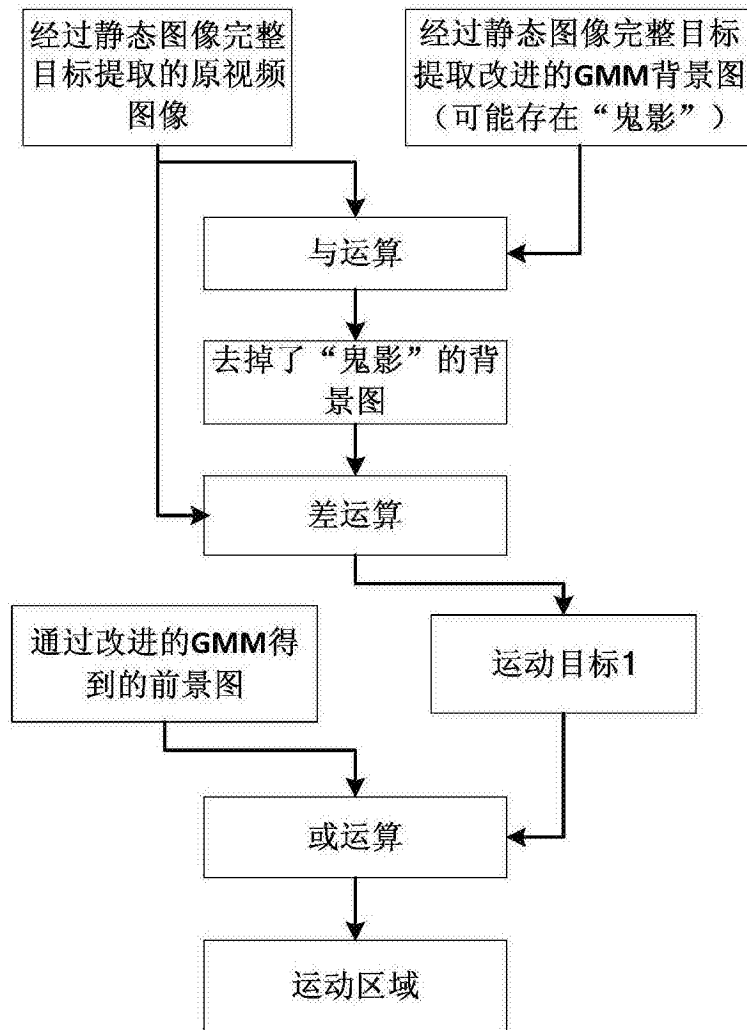 经过静态图像完整
目标提取的原视频
图像
经过静态图像完整目标
提取改进的GMM背景图
（可能存在“鬼影”）
与运算
去掉了“鬼影”的背
景图
差运算
通过改进的GMM得
到的前景图
运动目标1
或运算
运动区域